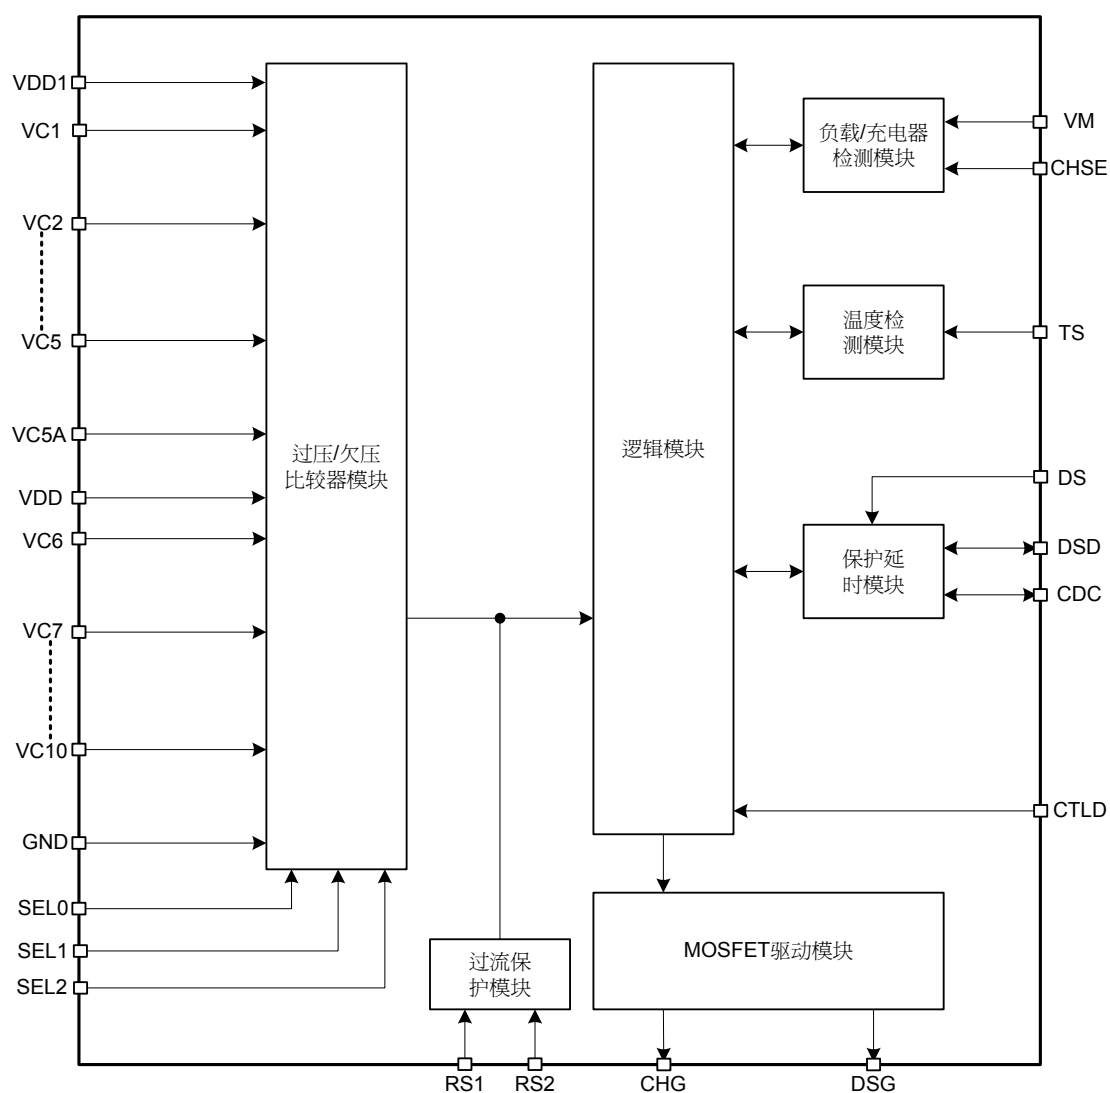 VDD1
VC1
VC2
VC5
VC5A
VDD
VC6
VC7
VC10
GND
SEL0
SEL1
SEL2
过压/欠压
比较器模块
逻辑模块
负载/充电器
检测模块
温度检
测模块
保护延
时模块
过流保
护模块
MOSFET驱动模块
VM
CHSE
TS
DS
DSD
CDC
CTLD
RS1
RS2
CHG
DSG